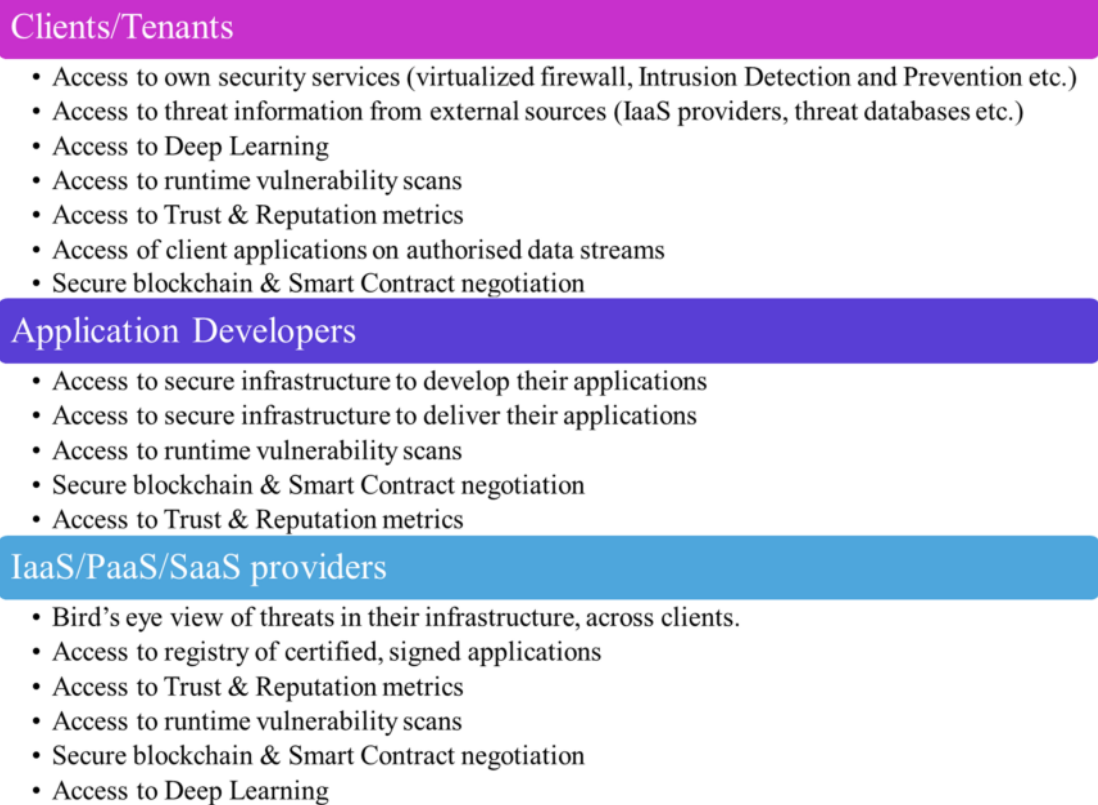 Clients/Tenants
• Access to own security services (virtualized firewall, Intrusion Detection and Prevention etc.)
• Access to threat information from external sources (IaaS providers, threat databases etc.)
• Access to Deep Learning
• Access to runtime vulnerability scans
• Access to Trust & Reputation metrics
• Access of client applications on authorised data streams
• Secure blockchain & Smart Contract negotiation
Application Developers
• Access to secure infrastructure to develop their applications
• Access to secure infrastructure to deliver their applications
• Access to runtime vulnerability scans
• Secure blockchain & Smart Contract negotiation
• Access to Trust & Reputation metrics
IaaS/PaaS/SaaS providers
• Bird’s eye view of threats in their infrastructure, across clients.
• Access to registry of certified, signed applications
• Access to Trust & Reputation metrics
• Access to runtime vulnerability scans
• Secure blockchain & Smart Contract negotiation
• Access to Deep Learning